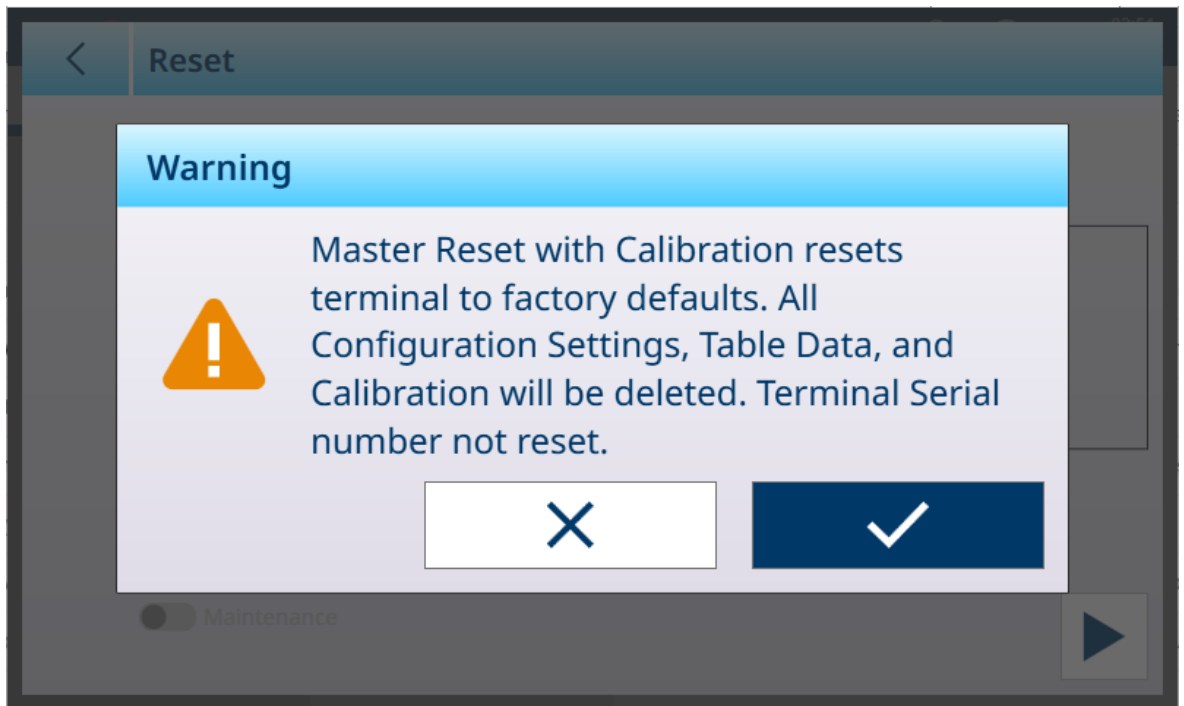 Reset
Warning
Master Reset with Calibration resets
terminal to factory defaults. All
Configuration Settings, Table Data, and
Calibration will be deleted. Terminal Serial
number not reset.
Maintenance